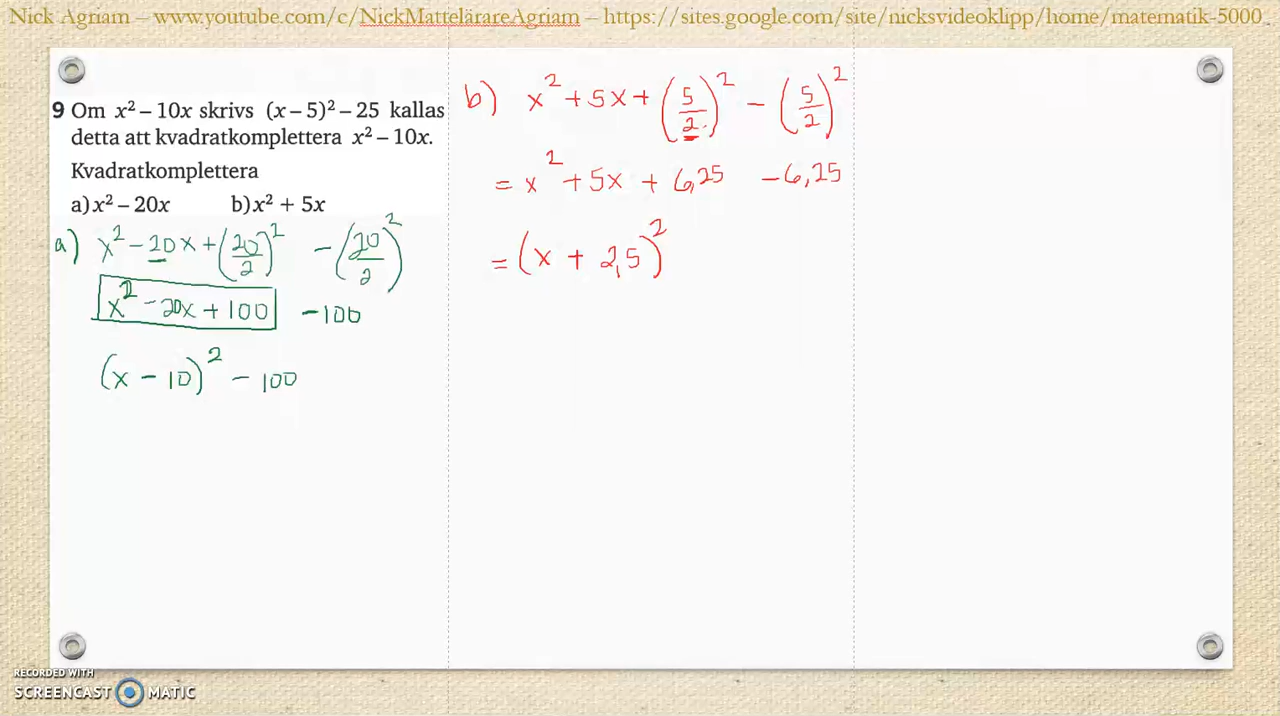 Nick Agriam – www.youtube.com/c/NickMattelärareAgriam – https://sites.google.com/site/nicksvideoklipp/home/matematik-5000
9 Om x² – 10x skrivs (x – 5)² – 25 kallas
detta att kvadratkomplettera x² – 10x.
Kvadratkomplettera
a) x² – 20x b) x² + 5x
a) x² – 20x + (20/2)² – (20/2)²
x² – 20x + 100 – 100
(x – 10)² – 100
b) x² + 5x + (5/2)² – (5/2)²
= x² + 5x + 6,25 – 6,25
= (x + 2,5)²
RECORDED WITH
SCREENCAST MATIC